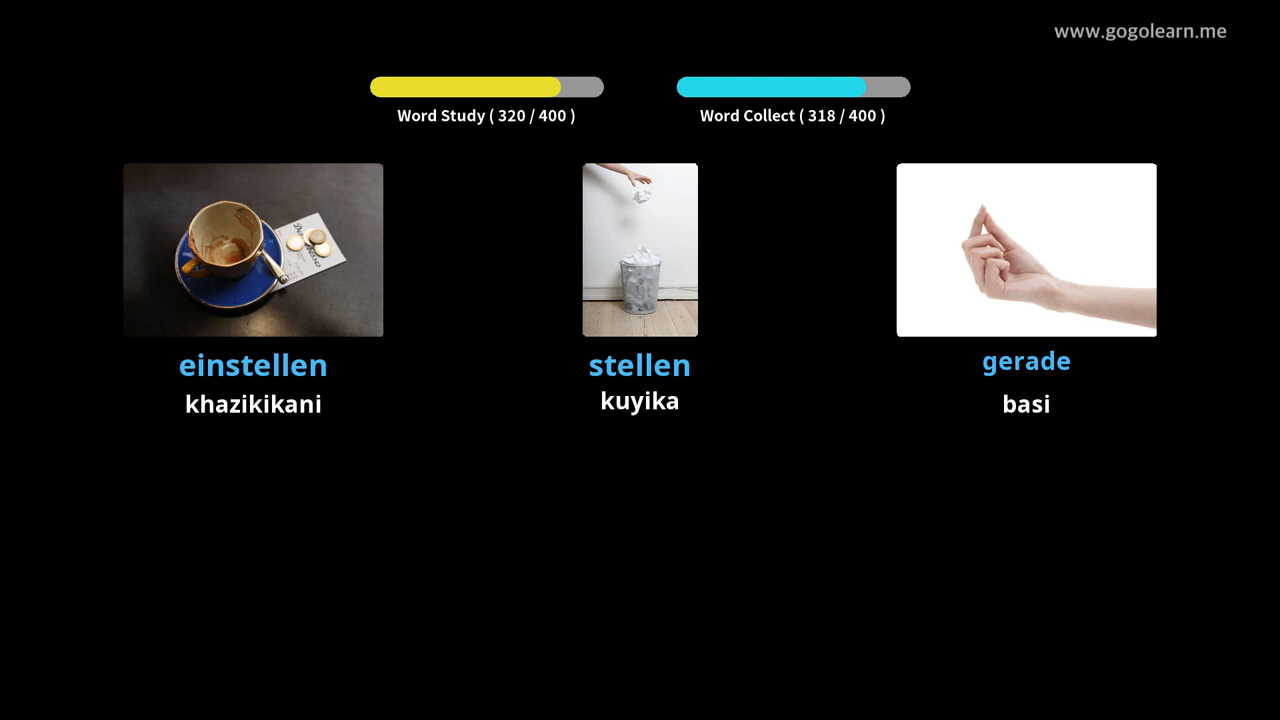 www.gogolearn.me
Word Study ( 320 / 400 )
Word Collect ( 318 / 400 )
einstellen
khazikikani
stellen
kuyika
gerade
basi